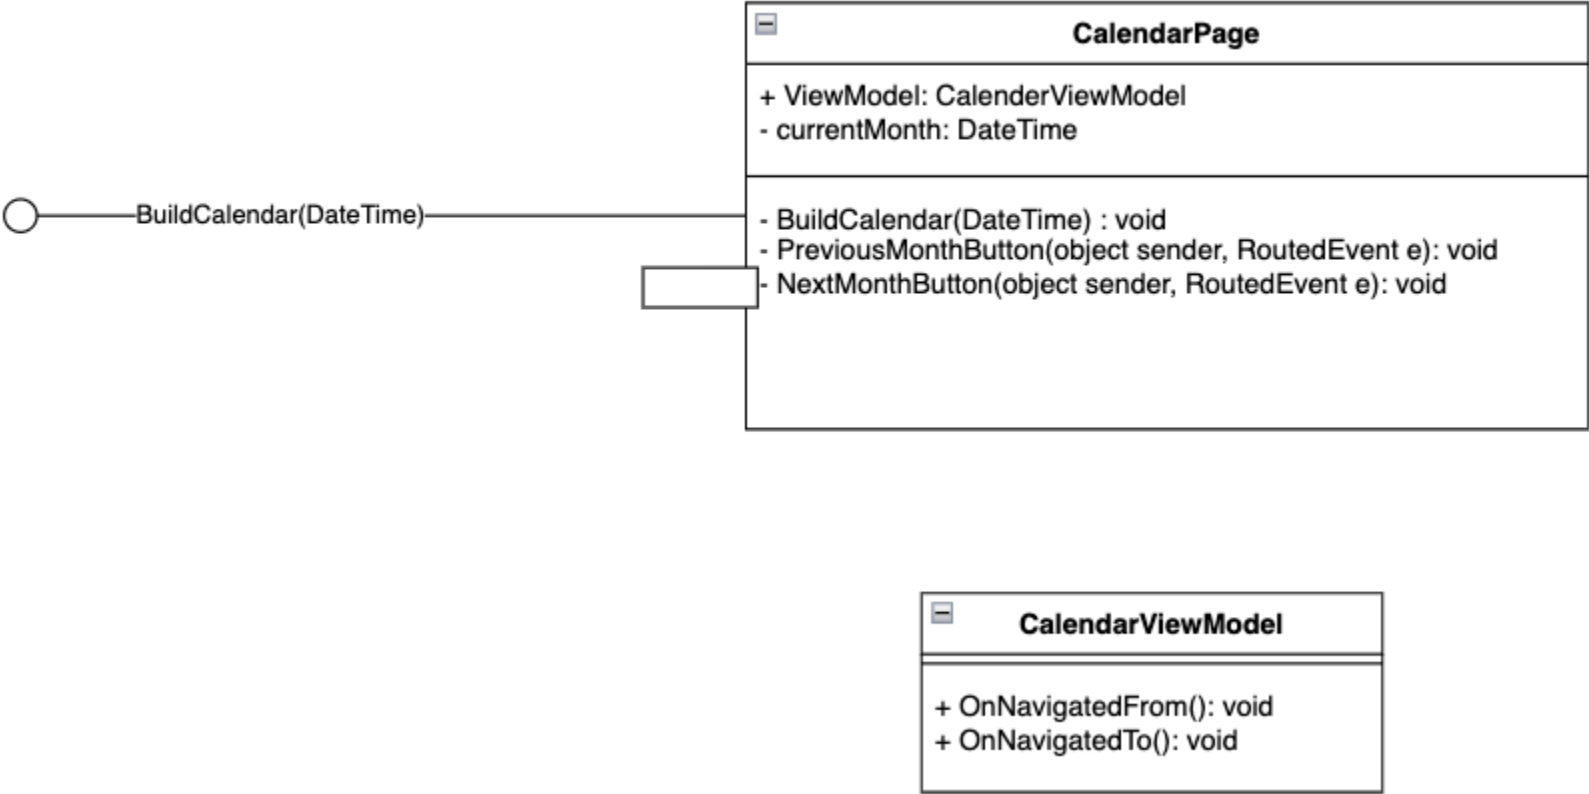 CalendarPage
+ ViewModel: CalenderViewModel
- currentMonth: DateTime
BuildCalendar(DateTime)
- BuildCalendar(DateTime) : void
- PreviousMonthButton(object sender, RoutedEvent e): void
- NextMonthButton(object sender, RoutedEvent e): void
CalendarViewModel
+ OnNavigatedFrom(): void
+ OnNavigatedTo(): void